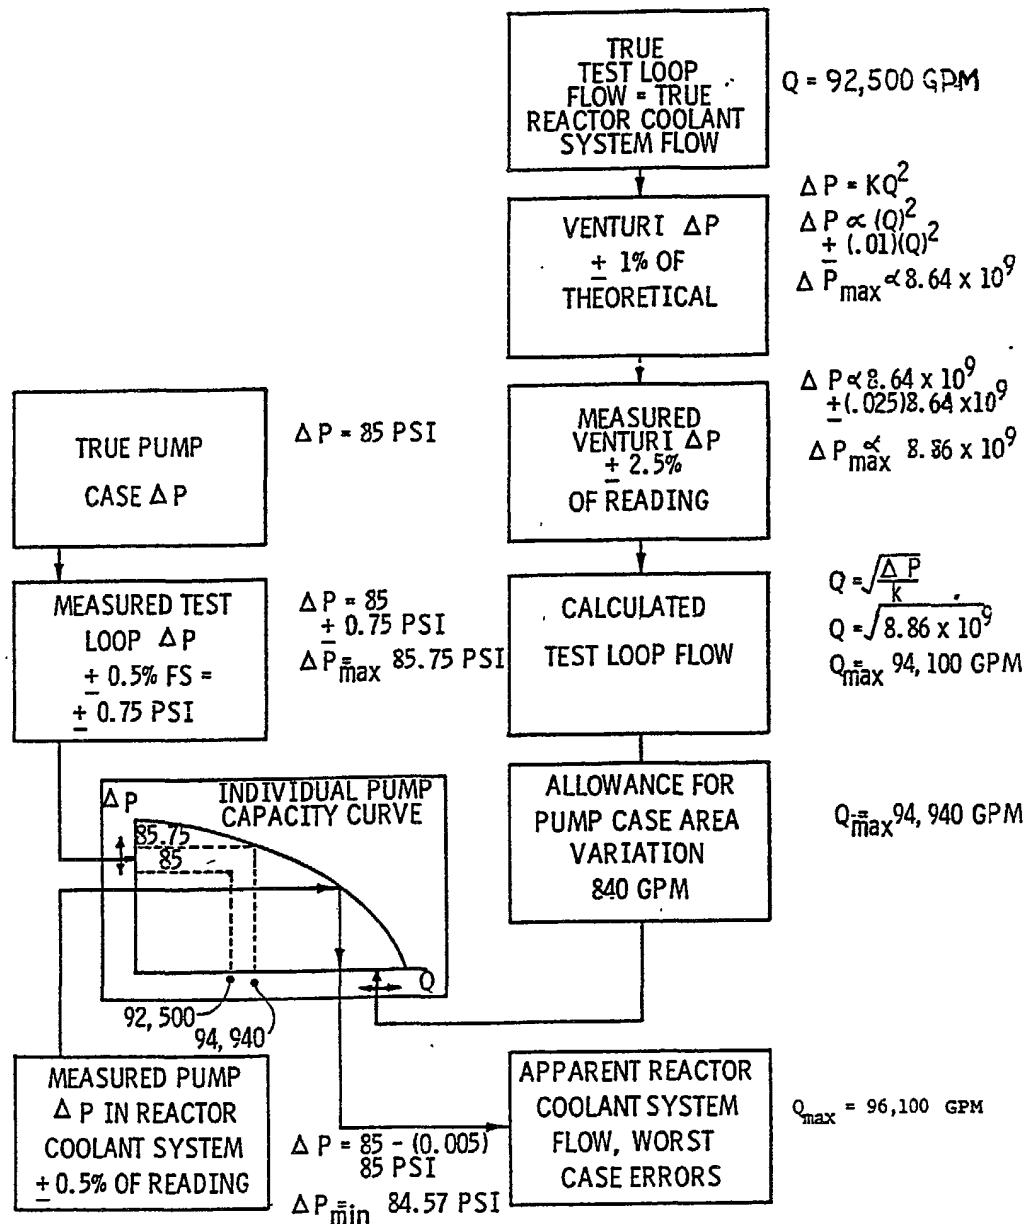 TRUE
TEST LOOP
FLOW = TRUE
REACTOR COOLANT
SYSTEM FLOW
Q = 92,500 GPM
VENTURI ΔP
± 1% OF
THEORETICAL
ΔP = KQ²
ΔP ∝ (Q)²
± (.01)(Q)²
ΔP max ∝ 8.64 x 10⁹
MEASURED
VENTURI ΔP
± 2.5%
OF READING
ΔP ∝ 8.64 x 10⁹
±(.025)8.64 x10⁹
ΔP max ∝ 8.86 x 10⁹
TRUE PUMP
CASE ΔP
ΔP = 85 PSI
MEASURED TEST
LOOP ΔP
± 0.5% FS =
± 0.75 PSI
ΔP = 85
± 0.75 PSI
ΔP max = 85.75 PSI
CALCULATED
TEST LOOP FLOW
Q = √ΔP/k
Q = √8.86 x 10⁹
Q max = 94,100 GPM
ALLOWANCE FOR
PUMP CASE AREA
VARIATION
840 GPM
Q max = 94,940 GPM
INDIVIDUAL PUMP
CAPACITY CURVE
ΔP
85.75
85
Q
92,500
94,940
MEASURED PUMP
ΔP IN REACTOR
COOLANT SYSTEM
± 0.5% OF READING
ΔP = 85 - (0.005)
85 PSI
ΔP min = 84.57 PSI
APPARENT REACTOR
COOLANT SYSTEM
FLOW, WORST
CASE ERRORS
Qmax = 96,100 GPM